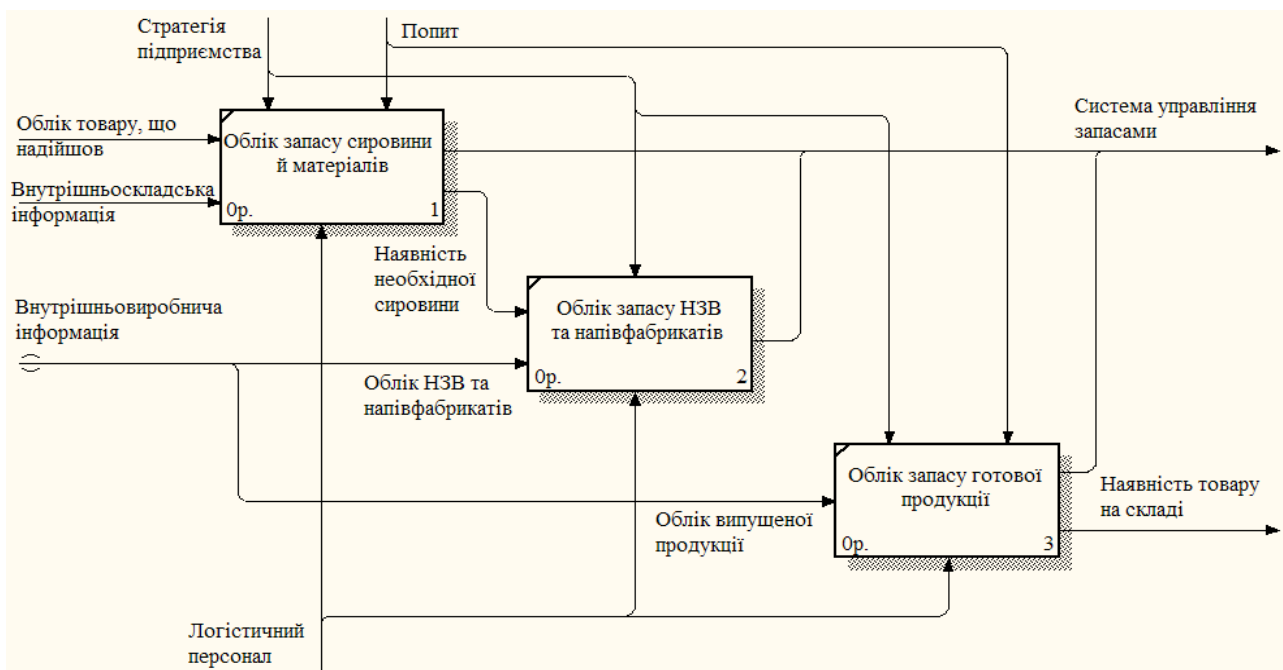 Стратегія
підприємства
Попит
Облік товару, що
надійшов
Внутрішньоскладська
інформація
Облік запасу сировини
й матеріалів
0р.
1
Система управління
запасами
Наявність
необхідної
сировини
Внутрішньовиробнича
інформація
Облік запасу НЗВ
та напівфабрикатів
0р.
2
Облік НЗВ та
напівфабрикатів
Облік запасу готової
продукції
0р.
3
Облік випущеної
продукції
Наявність товару
на складі
Логістичний
персонал